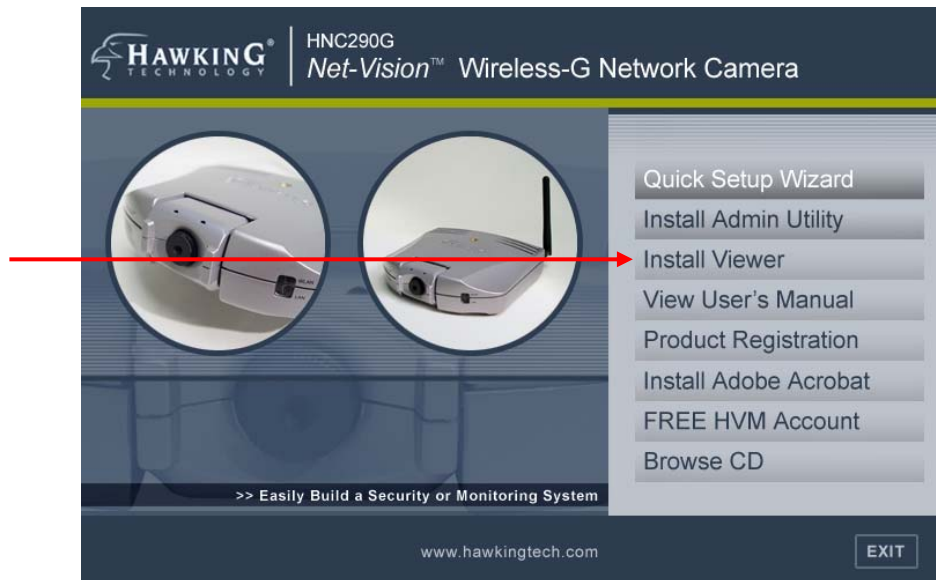 HAWKING®
TECHNOLOGY
HNC290G
Net-Vision™ Wireless-G Network Camera
Quick Setup Wizard
Install Admin Utility
Install Viewer
View User's Manual
Product Registration
Install Adobe Acrobat
FREE HVM Account
Browse CD
WLAN
LAN
>> Easily Build a Security or Monitoring System
www.hawkingtech.com
EXIT